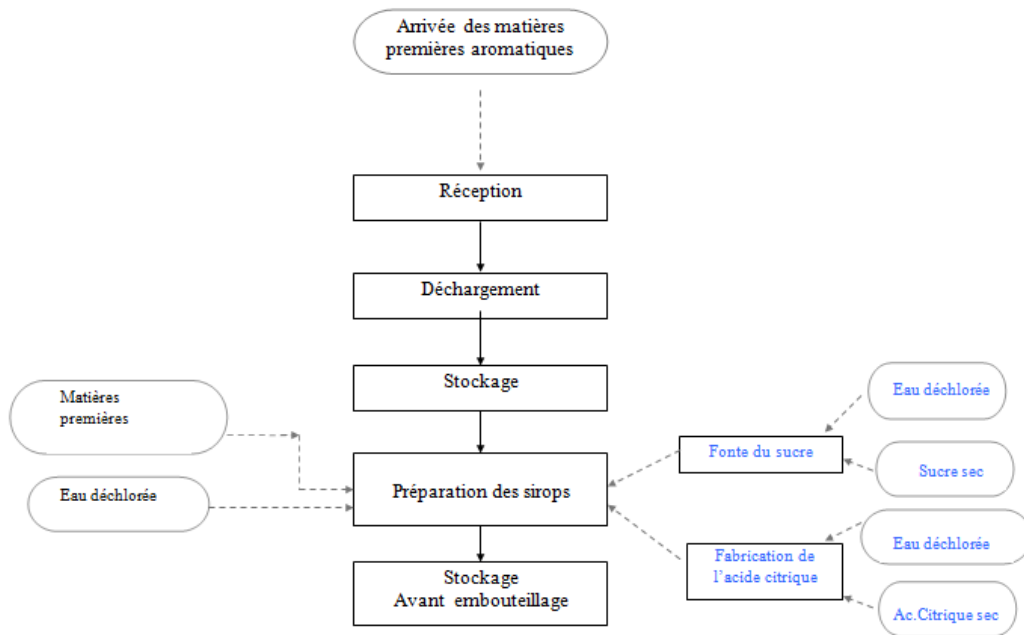 Arrivée des matières
premières aromatiques
Réception
Déchargement
Stockage
Matières
premières
Eau déchlorée
Préparation des sirops
Fonte du sucre
Eau déchlorée
Sucre sec
Fabrication de
l'acide citrique
Eau déchlorée
Ac.Citrique sec
Stockage
Avant embouteillage